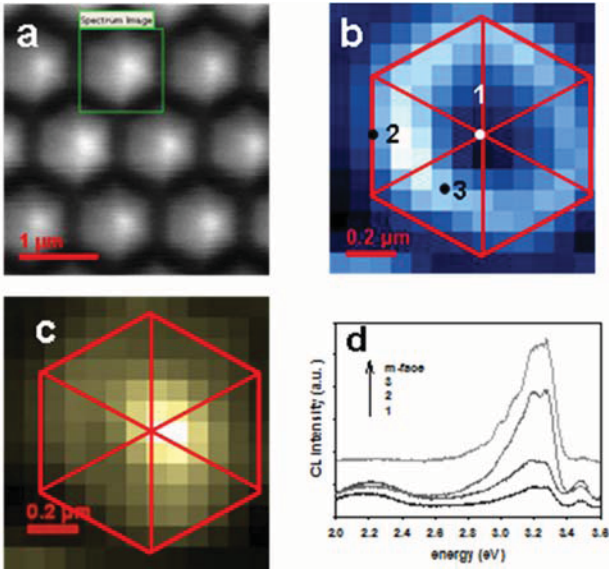 a
Spectrum Image
1 µm
b
1
2
3
0.2 µm
c
0.2 µm
d
CL intensity (a.u.)
m-face
3
2
1
2.0 2.2 2.4 2.6 2.8 3.0 3.2 3.4 3.6
energy (eV)